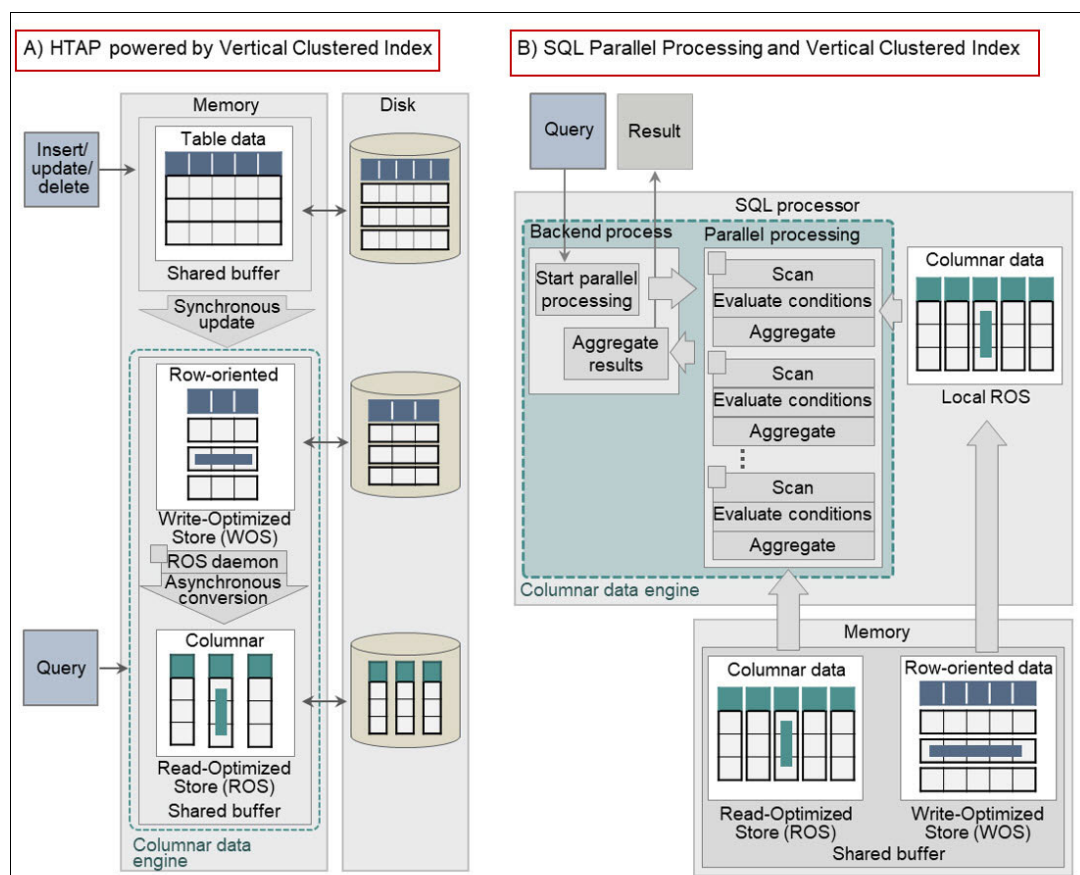 A) HTAP powered by Vertical Clustered Index
Memory
Disk
Insert/
update/
delete
Table data
Shared buffer
Synchronous
update
Row-oriented
Write-Optimized
Store (WOS)
ROS daemon
Asynchronous
conversion
Query
Columnar
Read-Optimized
Store (ROS)
Shared buffer
Columnar data
engine
B) SQL Parallel Processing and Vertical Clustered Index
Query
Result
SQL processor
Backend process
Parallel processing
Start parallel
processing
Aggregate
results
Scan
Evaluate conditions
Aggregate
Scan
Evaluate conditions
Aggregate
Scan
Evaluate conditions
Aggregate
Columnar data
Local ROS
Columnar data engine
Memory
Columnar data
Read-Optimized
Store (ROS)
Row-oriented data
Write-Optimized
Store (WOS)
Shared buffer